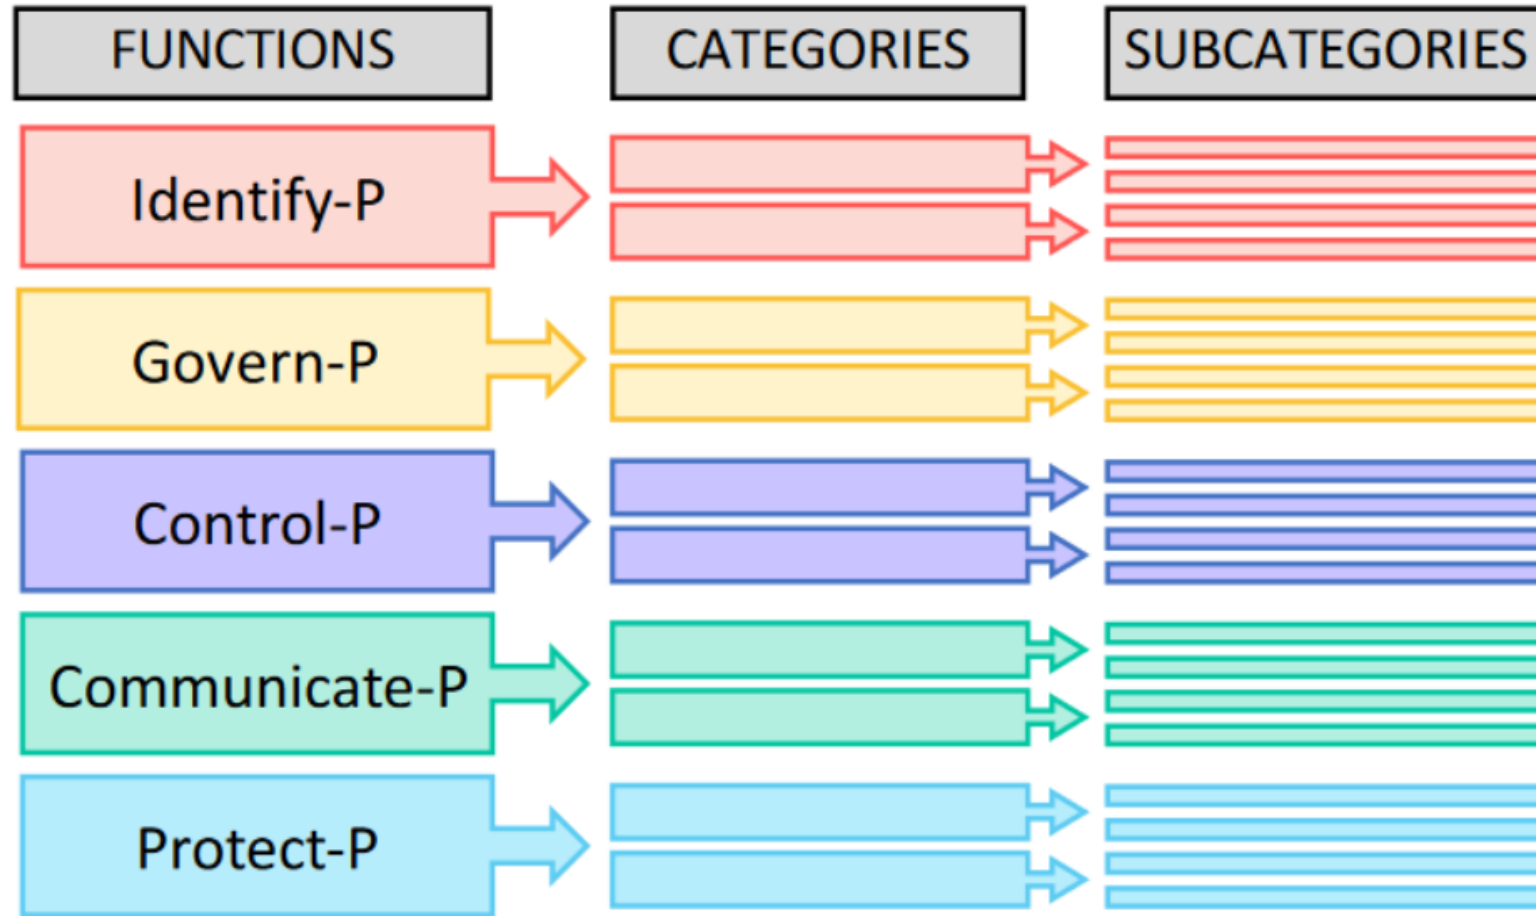 FUNCTIONS
CATEGORIES
SUBCATEGORIES
Identify-P
Govern-P
Control-P
Communicate-P
Protect-P